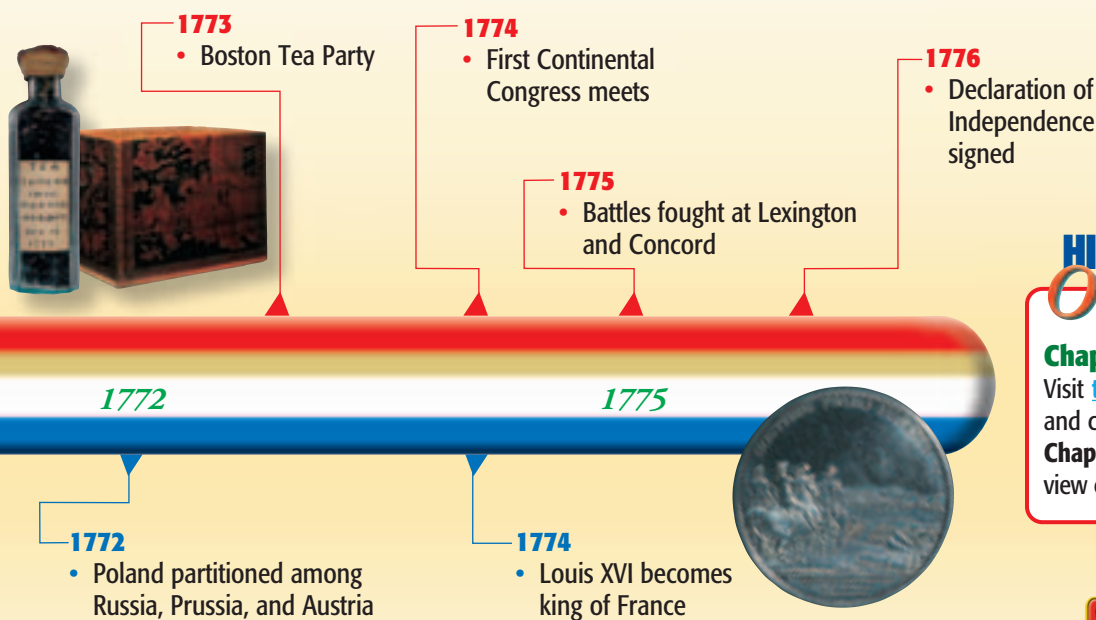 1773
• Boston Tea Party
1774
• First Continental
Congress meets
1776
• Declaration of
Independence
signed
1775
• Battles fought at Lexington
and Concord
TEA
1772
1775
1772
• Poland partitioned among
Russia, Prussia, and Austria
1774
• Louis XVI becomes
king of France
HI
O
Chap
Visit t
and c
Chap
view